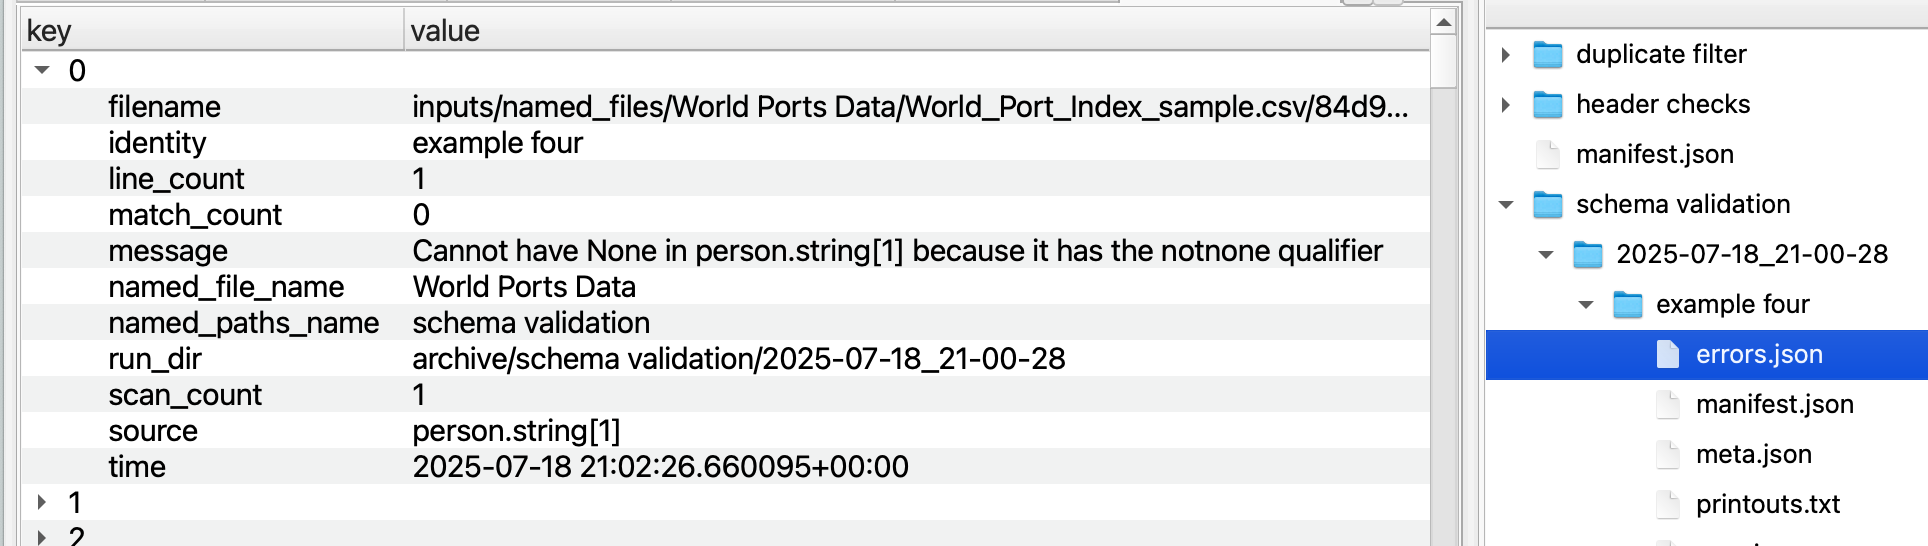 key value
0
filename inputs/named_files/World Ports Data/World_Port_Index_sample.csv/84d9...
identity example four
line_count 1
match_count 0
message Cannot have None in person.string[1] because it has the notnone qualifier
named_file_name World Ports Data
named_paths_name schema validation
run_dir archive/schema validation/2025-07-18_21-00-28
scan_count 1
source person.string[1]
time 2025-07-18 21:02:26.660095+00:00
1
2
duplicate filter
header checks
manifest.json
schema validation
2025-07-18_21-00-28
example four
errors.json
manifest.json
meta.json
printouts.txt